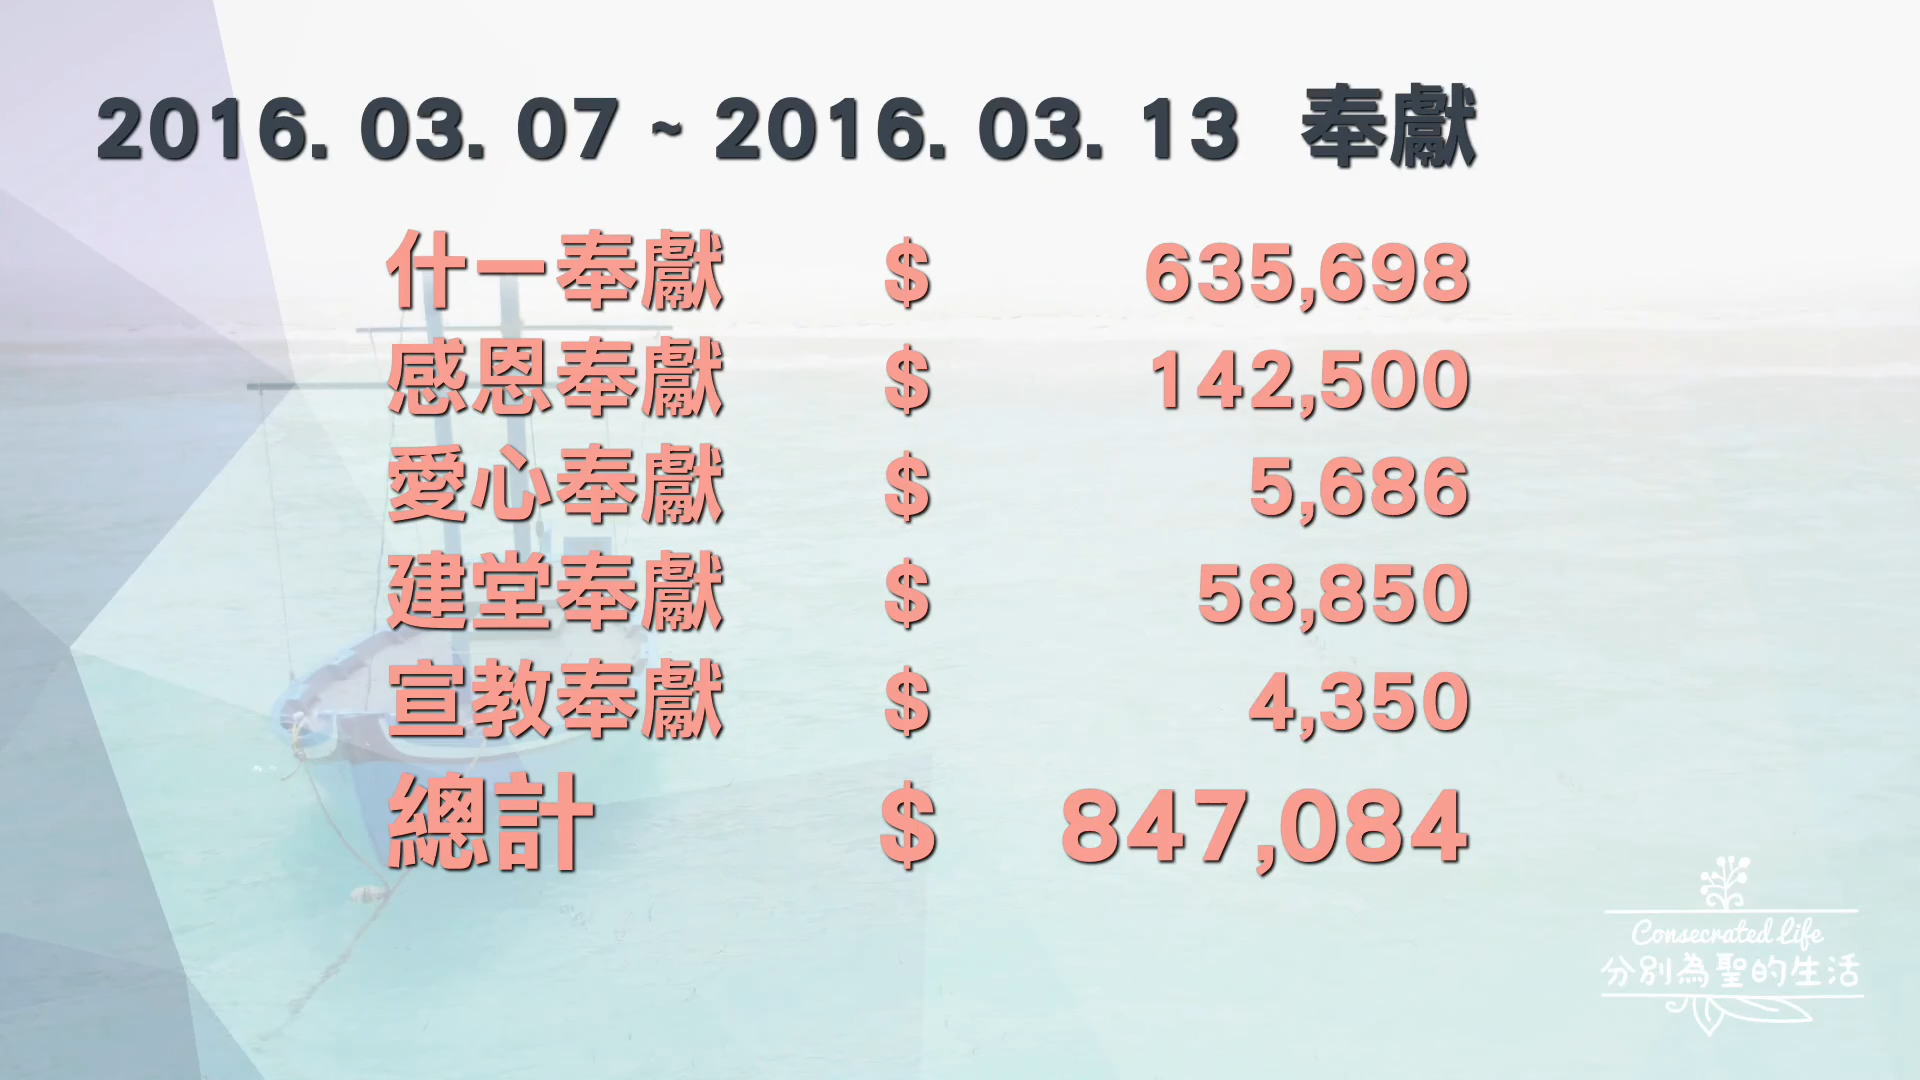 2016. 03. 07 ~ 2016. 03. 13 奉獻
什一奉獻 $ 635,698
感恩奉獻 $ 142,500
愛心奉獻 $ 5,686
建堂奉獻 $ 58,850
宣教奉獻 $ 4,350
總計 $ 847,084
Consecrated Life
分別為聖的生活